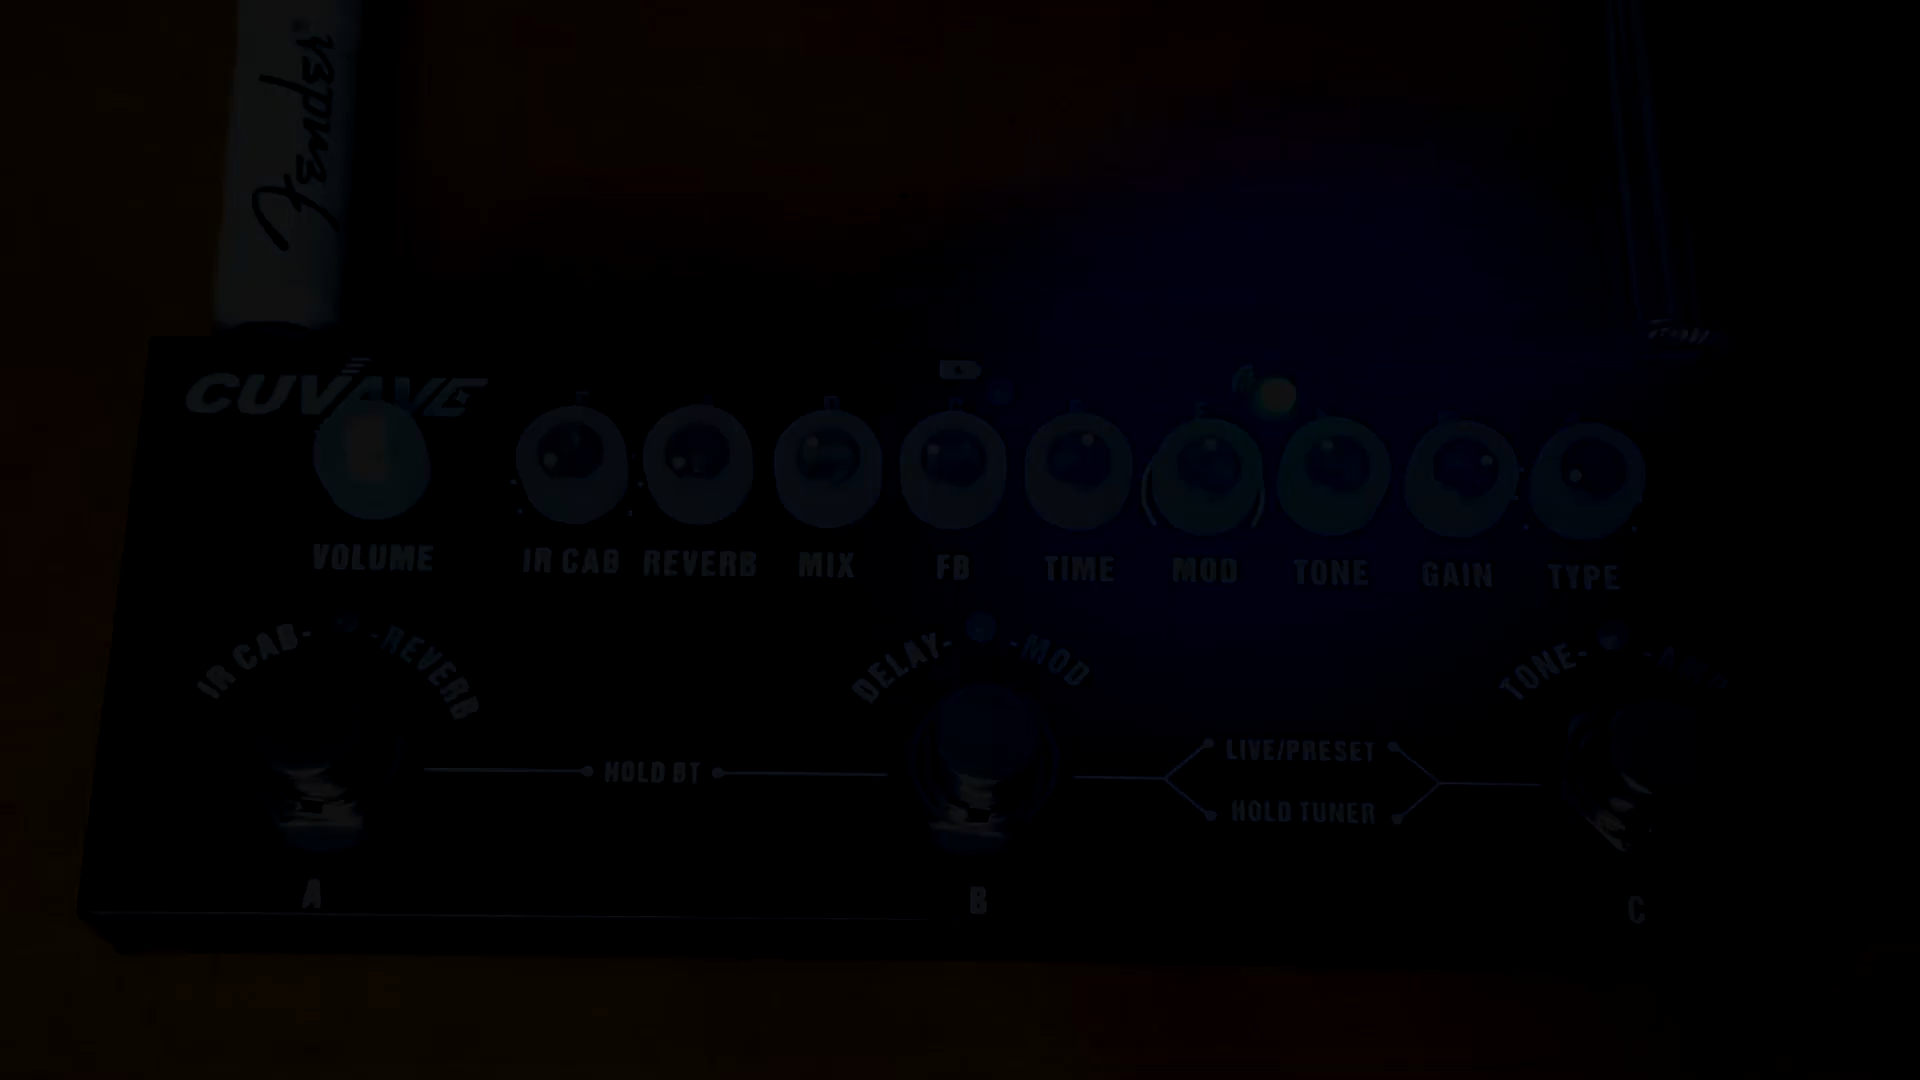 Fender
CUVAVE
VOLUME
IR CAB
REVERB
MIX
FB
TIME
MOD
TONE
GAIN
TYPE
IR CAB-
-REVERB
DELAY-
-MOD
TONE-
HOLD BT
LIVE/PRESET
HOLD TUNER
A
B
C